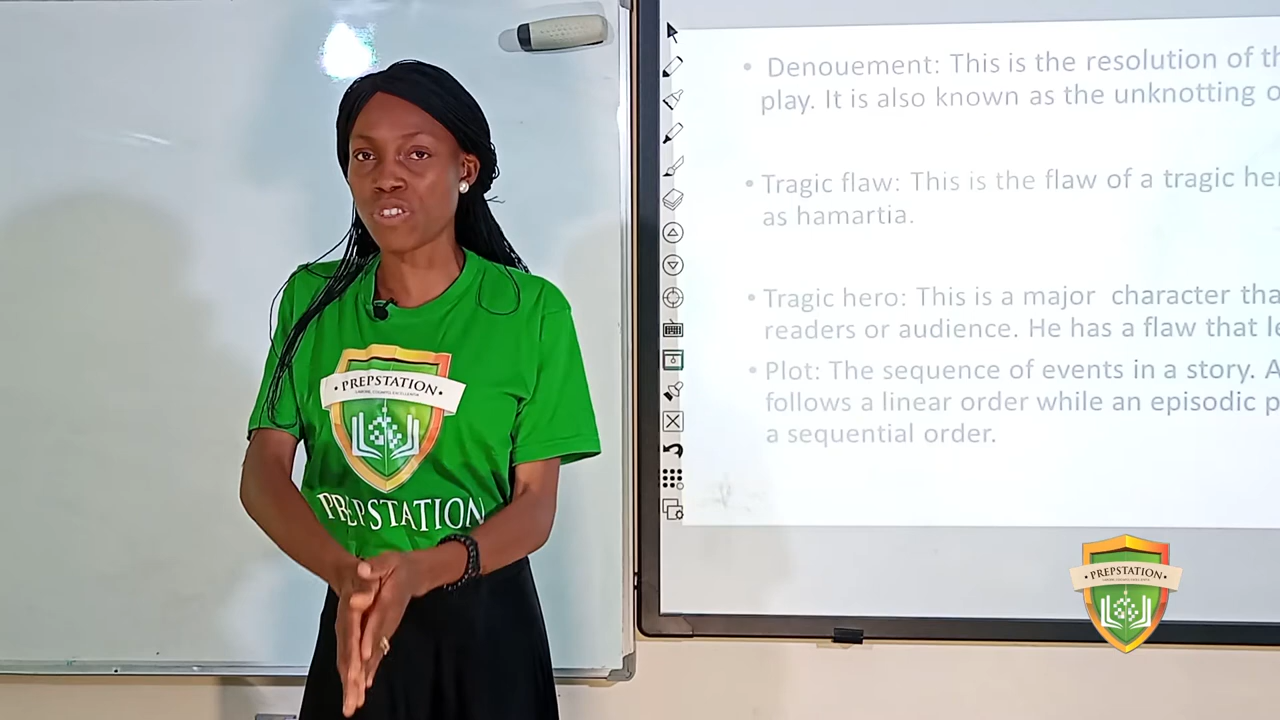 Denouement: This is the resolution of th
play. It is also known as the unknotting o
Tragic flaw: This is the flaw of a tragic her
as hamartia.
Tragic hero: This is a major character tha
readers or audience. He has a flaw that le
Plot: The sequence of events in a story. A
follows a linear order while an episodic p
a sequential order.
• PREPSTATION •
PREPSTATION
• PREPSTATION •